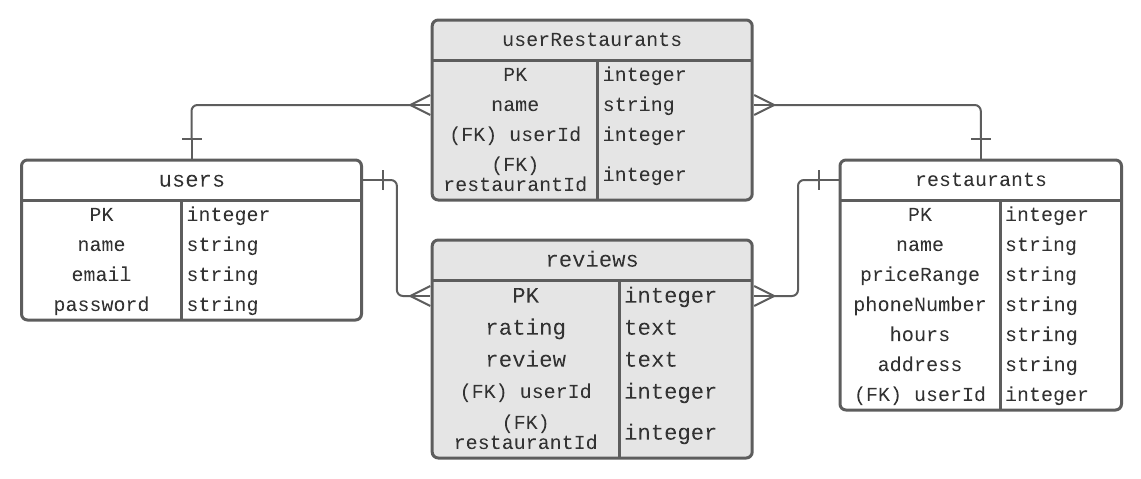 userRestaurants
PK integer
name string
(FK) userId integer
(FK)
restaurantId integer
users
PK integer
name string
email string
password string
reviews
PK integer
rating text
review text
(FK) userId integer
(FK)
restaurantId integer
restaurants
PK integer
name string
priceRange string
phoneNumber string
hours string
address string
(FK) userId integer